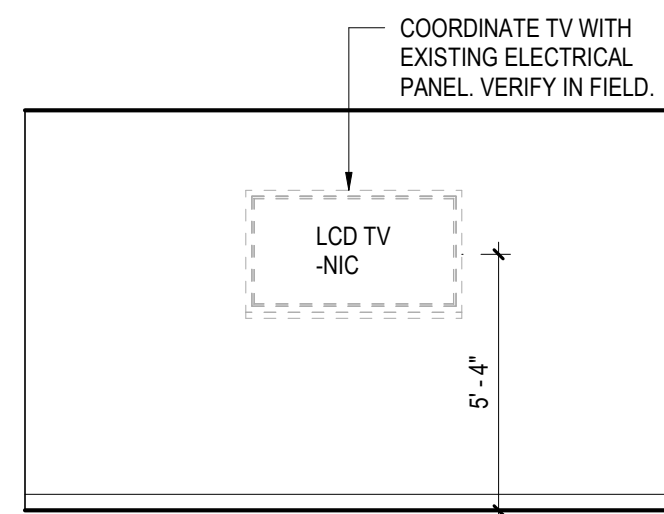 COORDINATE TV WITH
EXISTING ELECTRICAL
PANEL. VERIFY IN FIELD.
LCD TV
-NIC
5' - 4"